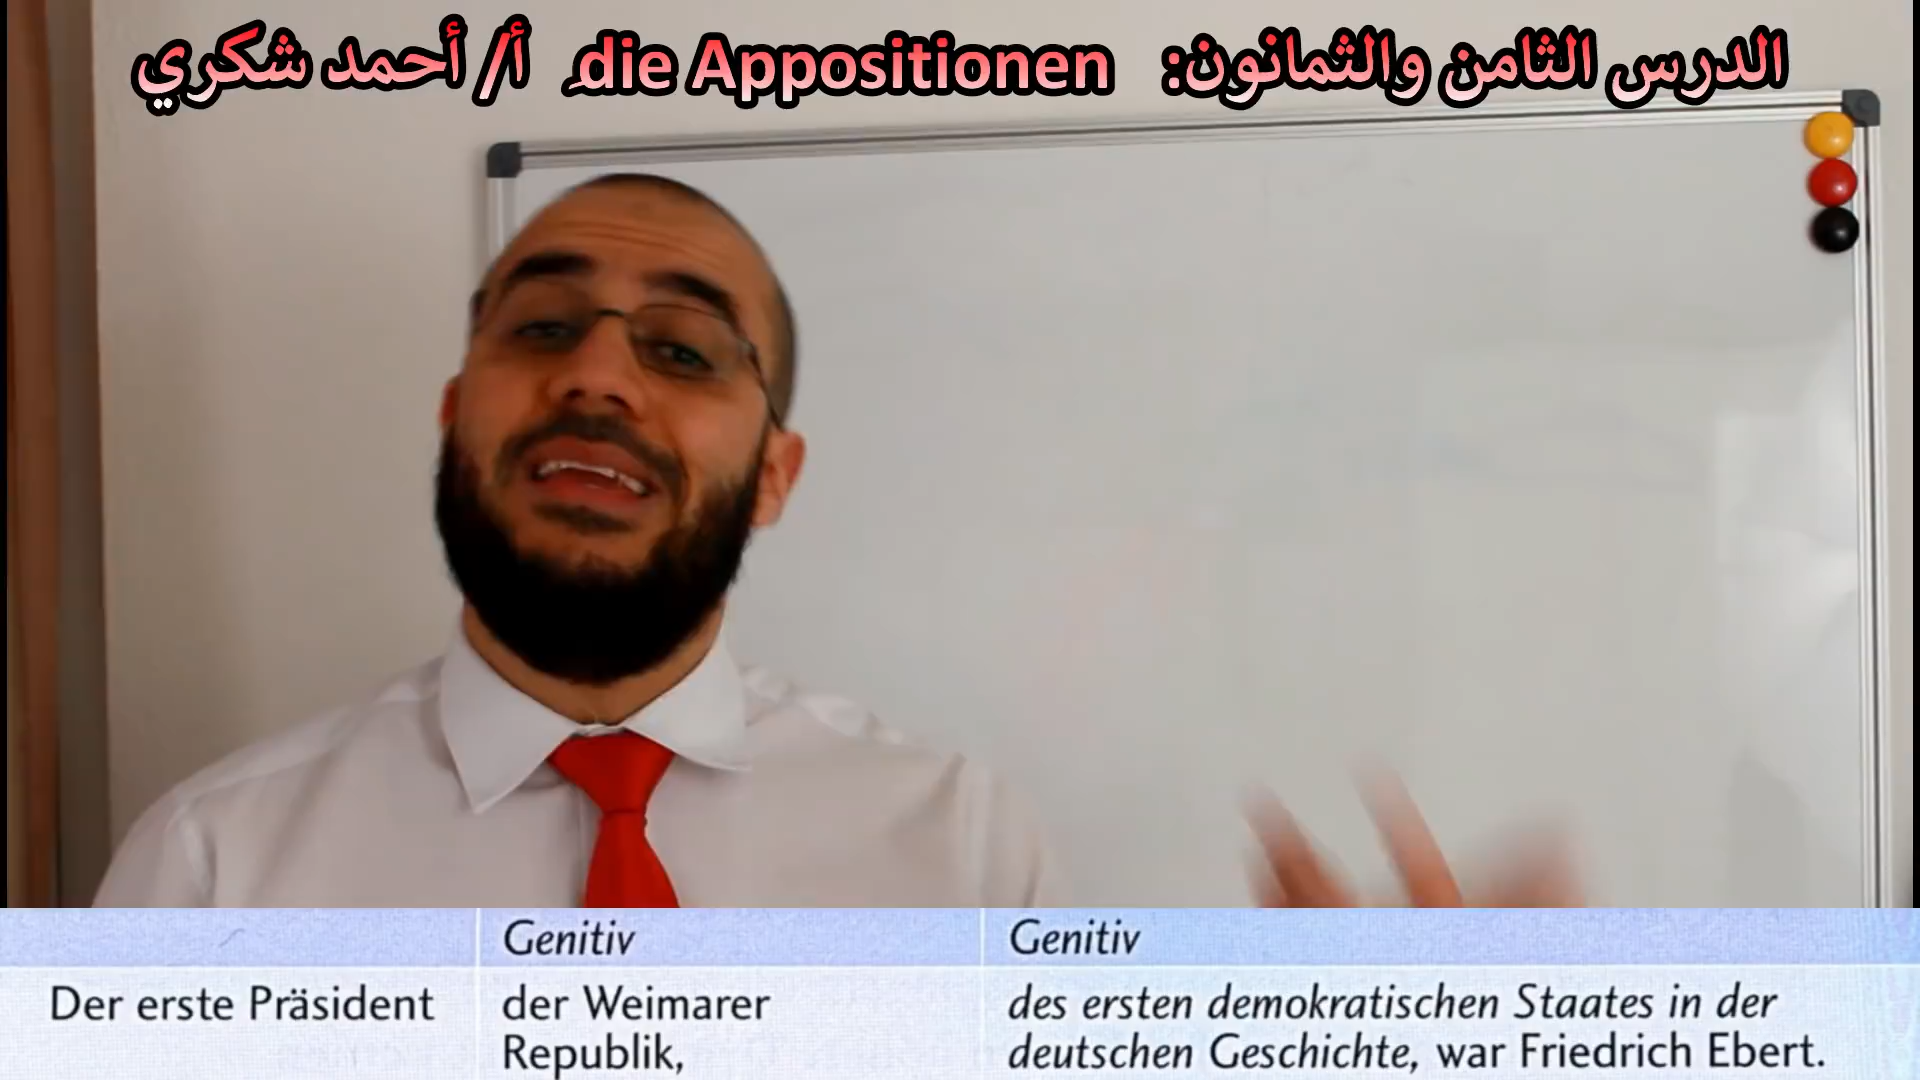 الدرس الثامن والثمانون: die Appositionen أ/ أحمد شكري
Genitiv
Genitiv
Der erste Präsident
der Weimarer
Republik,
des ersten demokratischen Staates in der
deutschen Geschichte, war Friedrich Ebert.